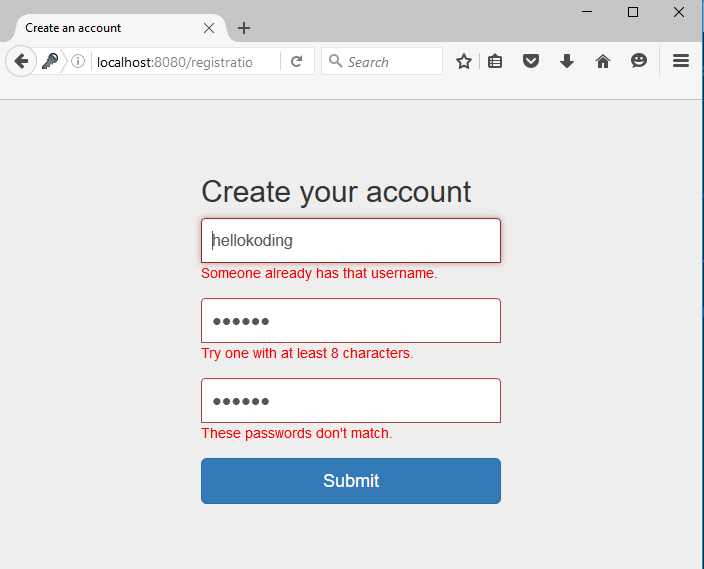 Create an account
localhost:8080/registratio
Search
Create your account
hellokoding
Someone already has that username.
●●●●●●
Try one with at least 8 characters.
●●●●●●
These passwords don't match.
Submit